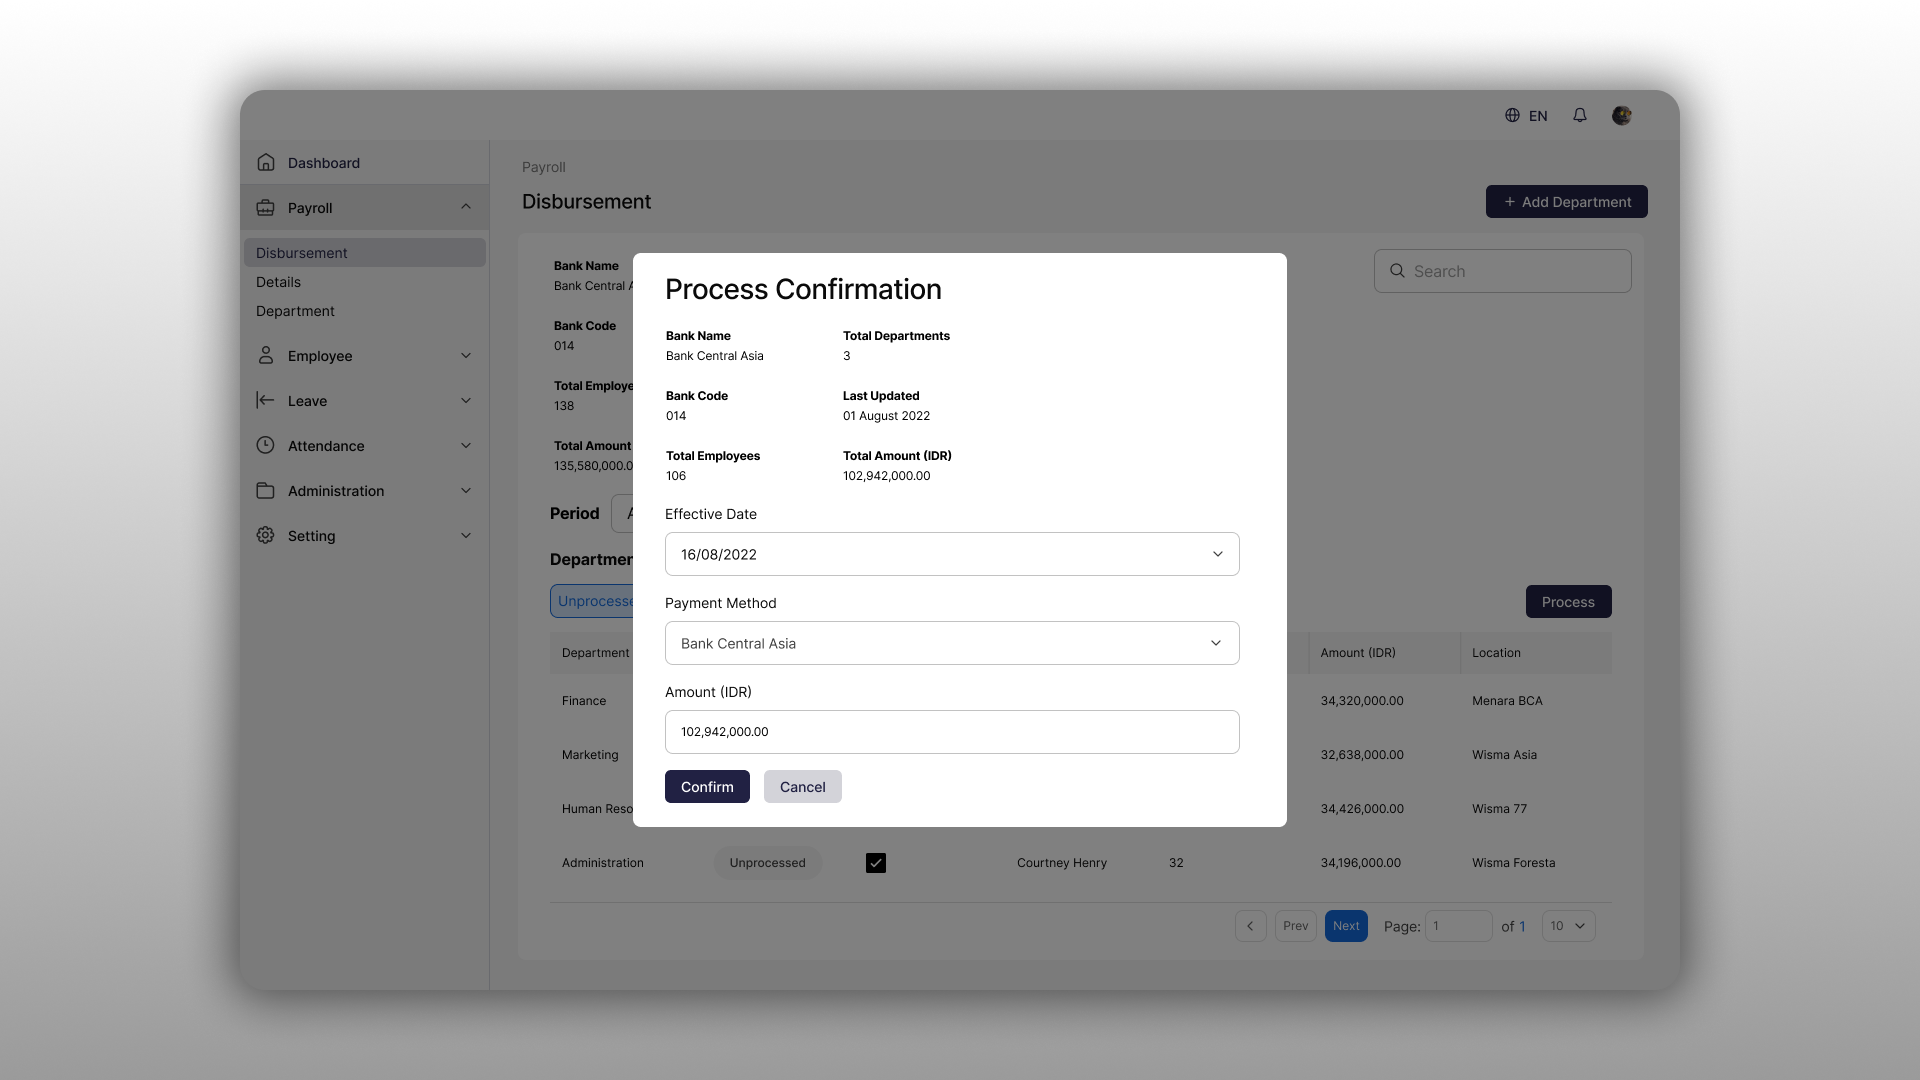 EN
Dashboard
Payroll
Disbursement
Details
Department
Employee
Leave
Attendance
Administration
Setting
Payroll
Disbursement
+ Add Department
Bank Name
Bank Central
Bank Code
014
Total
138
Total Amount
135,580,000.0
Search
Period
Unprocesse
Process
Process Confirmation
Bank Name Total Departments
Bank Central Asia 3
Bank Code Last Updated
014 01 August 2022
Total Employees Total Amount (IDR)
106 102,942,000.00
Effective Date
16/08/2022
Payment Method
Bank Central Asia
Amount (IDR)
102,942,000.00
Confirm Cancel
Department Amount (IDR) Location
Finance 34,320,000.00 Menara BCA
Marketing 32,638,000.00 Wisma Asia
Human 34,426,000.00 Wisma 77
Administration Unprocessed Courtney Henry 32 34,196,000.00 Wisma Foresta
Prev Next Page: 1 of 1 10